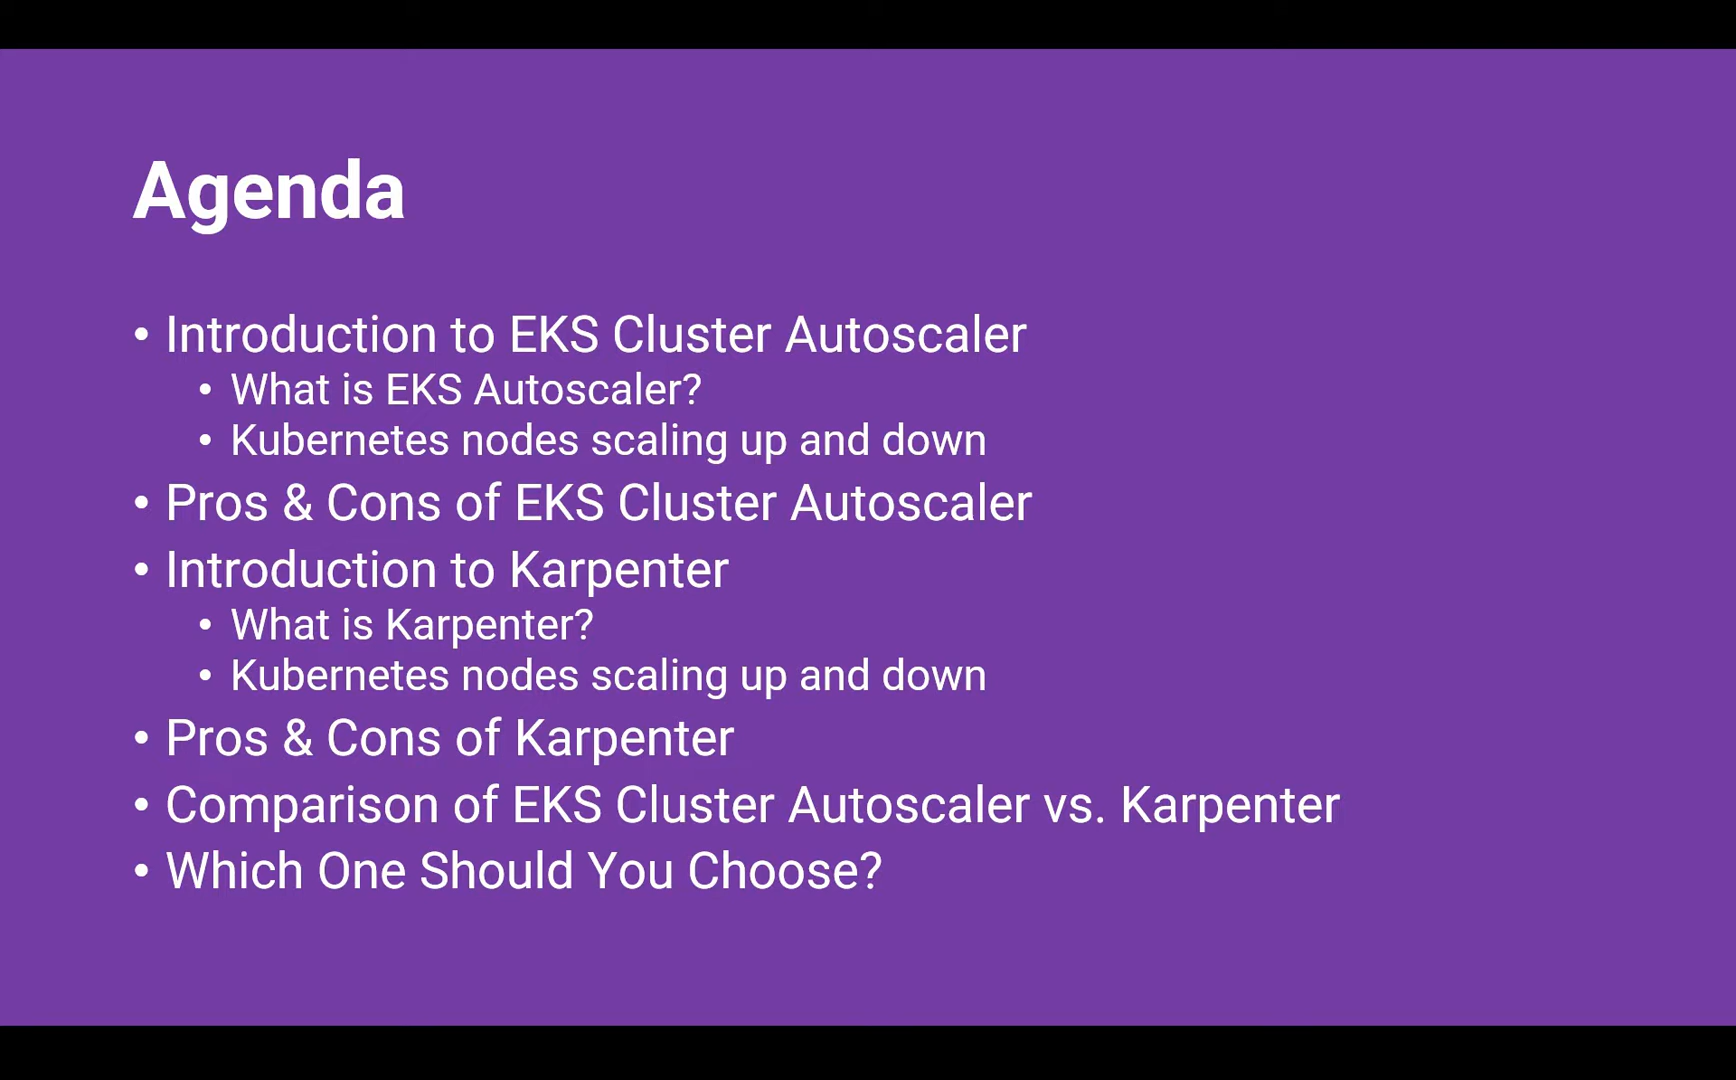 Agenda
• Introduction to EKS Cluster Autoscaler
• What is EKS Autoscaler?
• Kubernetes nodes scaling up and down
• Pros & Cons of EKS Cluster Autoscaler
• Introduction to Karpenter
• What is Karpenter?
• Kubernetes nodes scaling up and down
• Pros & Cons of Karpenter
• Comparison of EKS Cluster Autoscaler vs. Karpenter
• Which One Should You Choose?